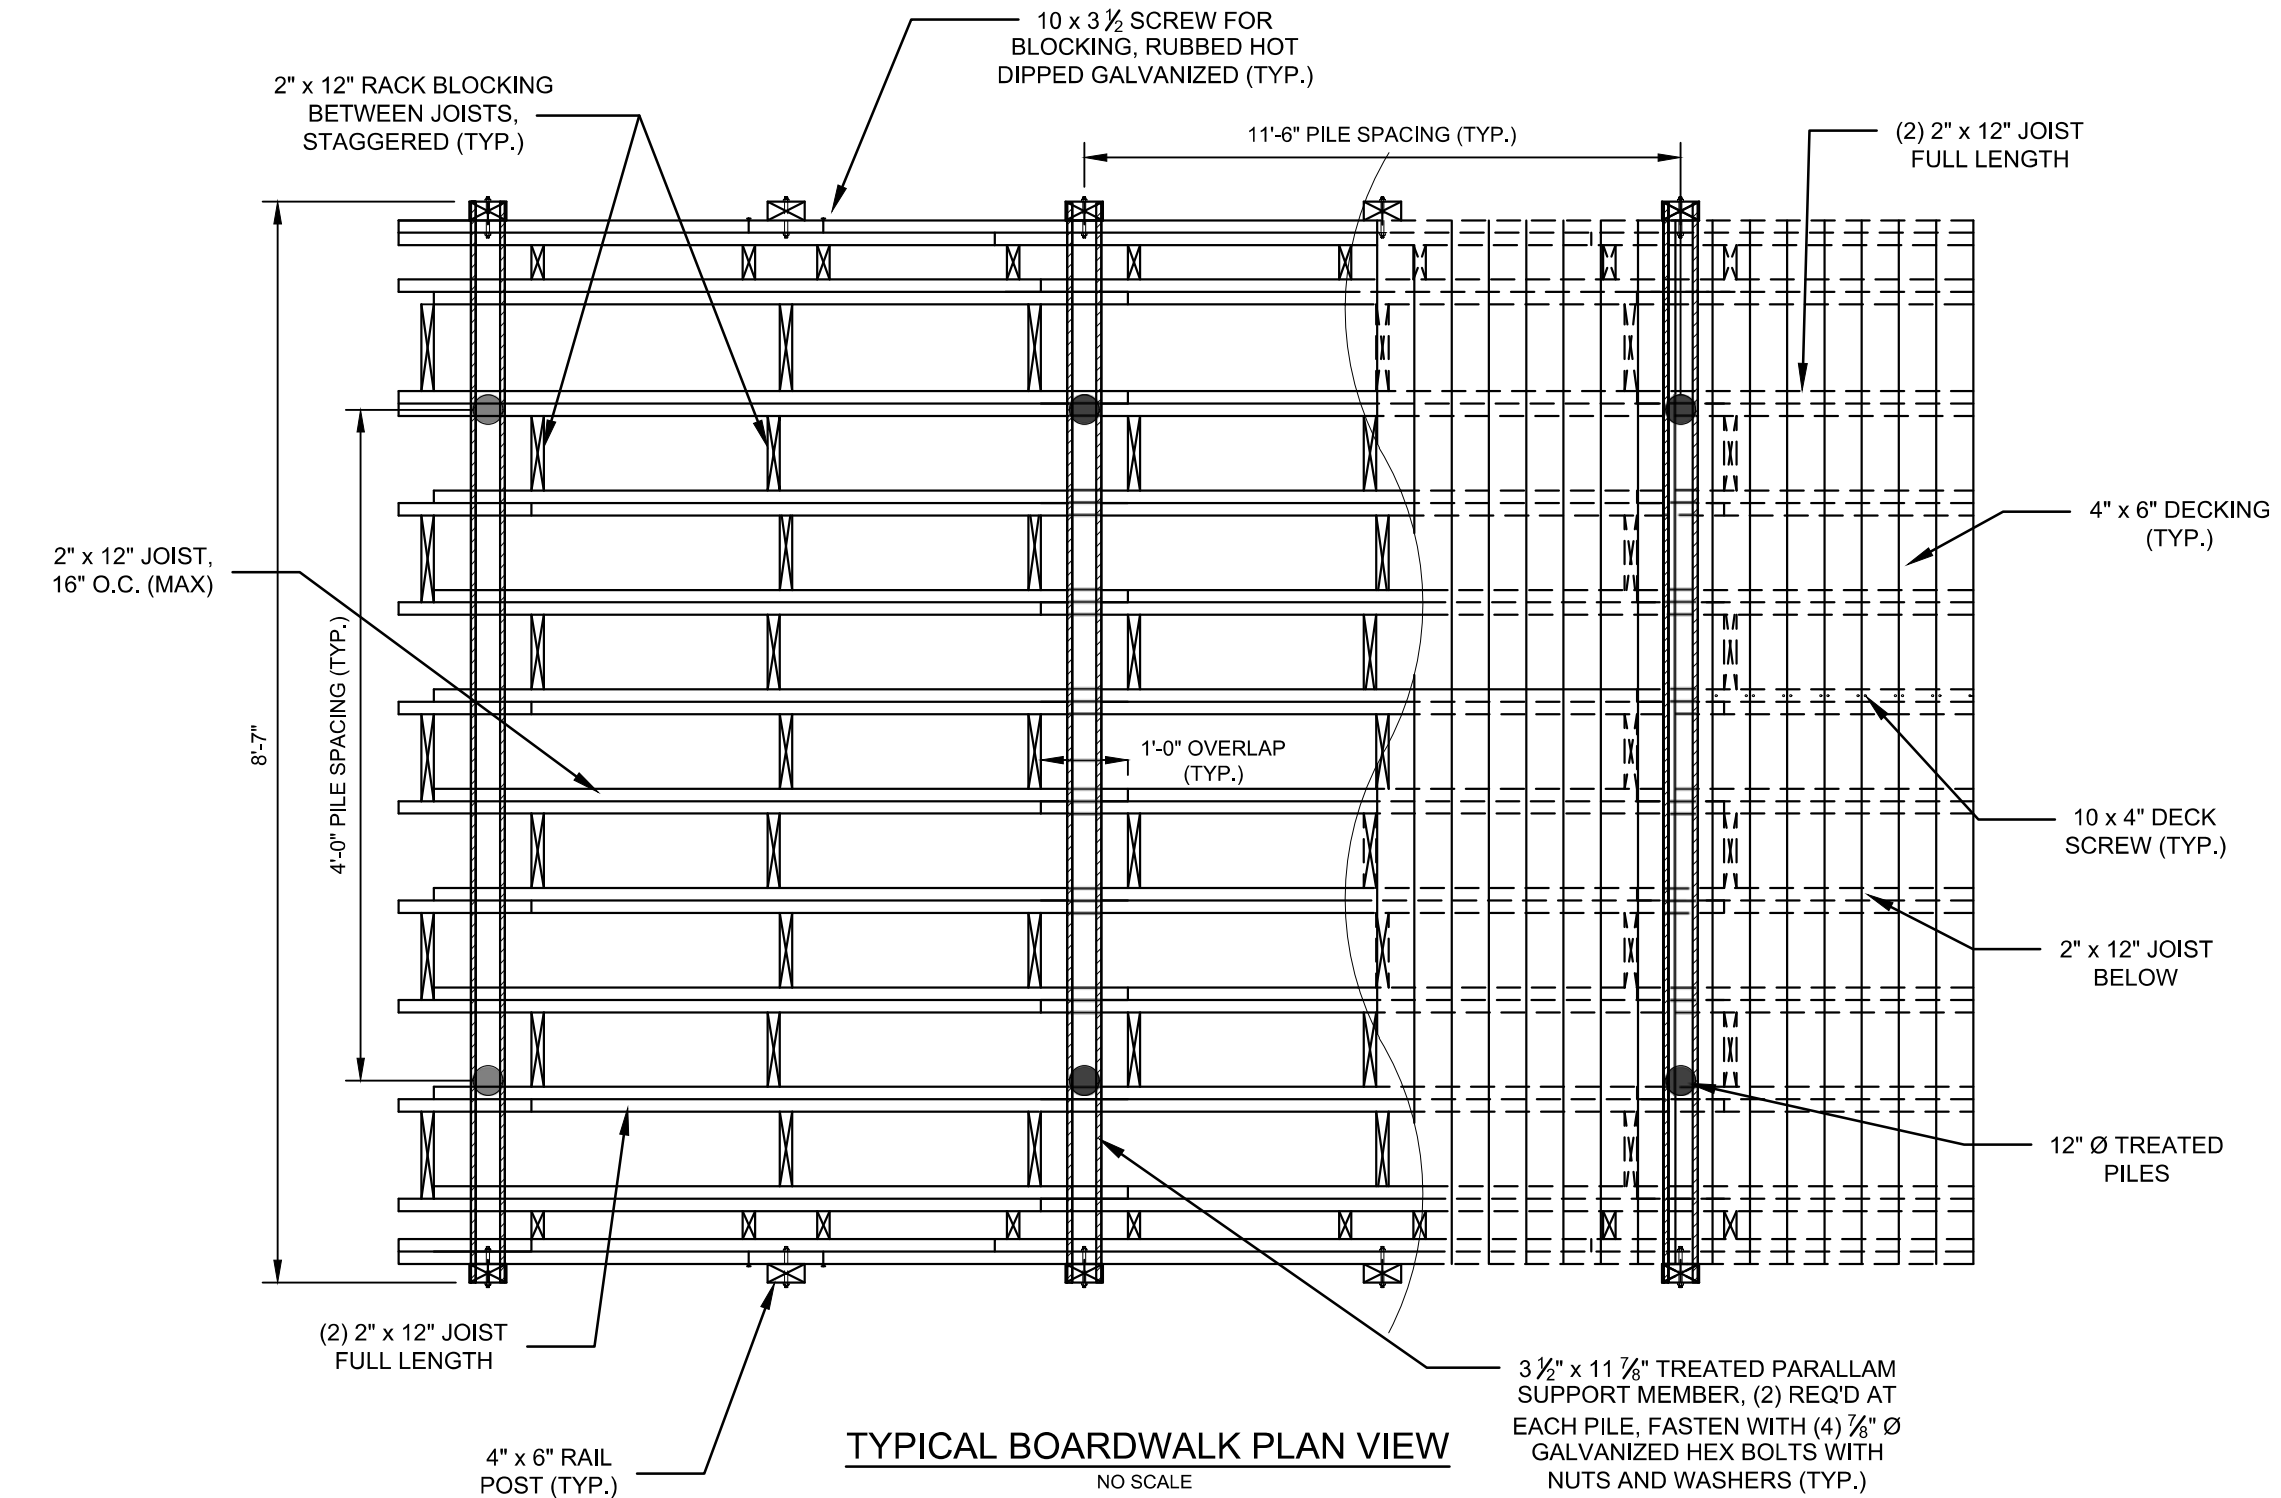 10 x 3 ½ SCREW FOR
BLOCKING, RUBBED HOT
DIPPED GALVANIZED (TYP.)
2" x 12" RACK BLOCKING
BETWEEN JOISTS,
STAGGERED (TYP.)
11'-6" PILE SPACING (TYP.)
(2) 2" x 12" JOIST
FULL LENGTH
4" x 6" DECKING
(TYP.)
2" x 12" JOIST,
16" O.C. (MAX)
8'-7"
4'-0" PILE SPACING (TYP.)
1'-0" OVERLAP
(TYP.)
10 x 4" DECK
SCREW (TYP.)
2" x 12" JOIST
BELOW
12" Ø TREATED
PILES
(2) 2" x 12" JOIST
FULL LENGTH
4" x 6" RAIL
POST (TYP.)
3 ½" x 11 ⅞" TREATED PARALLAM
SUPPORT MEMBER, (2) REQ'D AT
EACH PILE, FASTEN WITH (4) ⅞" Ø
GALVANIZED HEX BOLTS WITH
NUTS AND WASHERS (TYP.)
TYPICAL BOARDWALK PLAN VIEW
NO SCALE